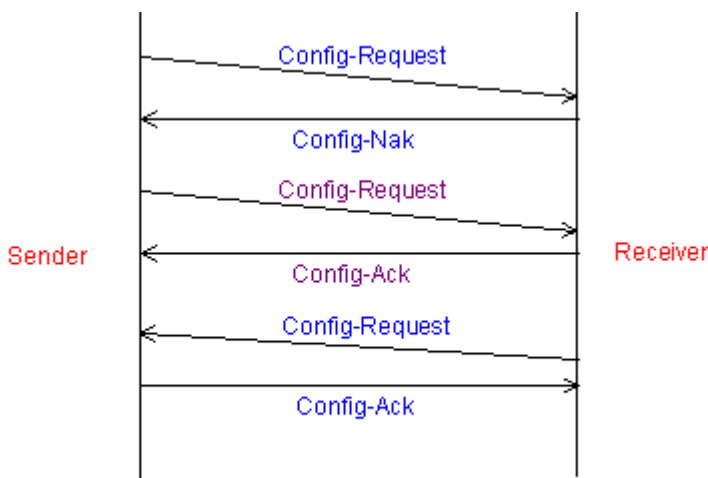 Config-Request
Config-Nak
Config-Request
Sender
Receiver
Config-Ack
Config-Request
Config-Ack